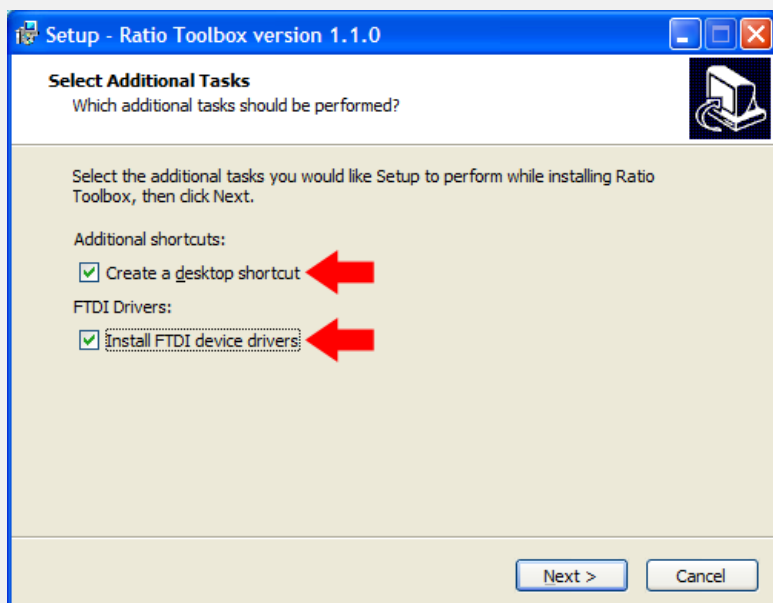 Setup - Ratio Toolbox version 1.1.0
Select Additional Tasks
Which additional tasks should be performed?
Select the additional tasks you would like Setup to perform while installing Ratio
Toolbox, then click Next.
Additional shortcuts:
Create a desktop shortcut
FTDI Drivers:
Install FTDI device drivers
Next >
Cancel